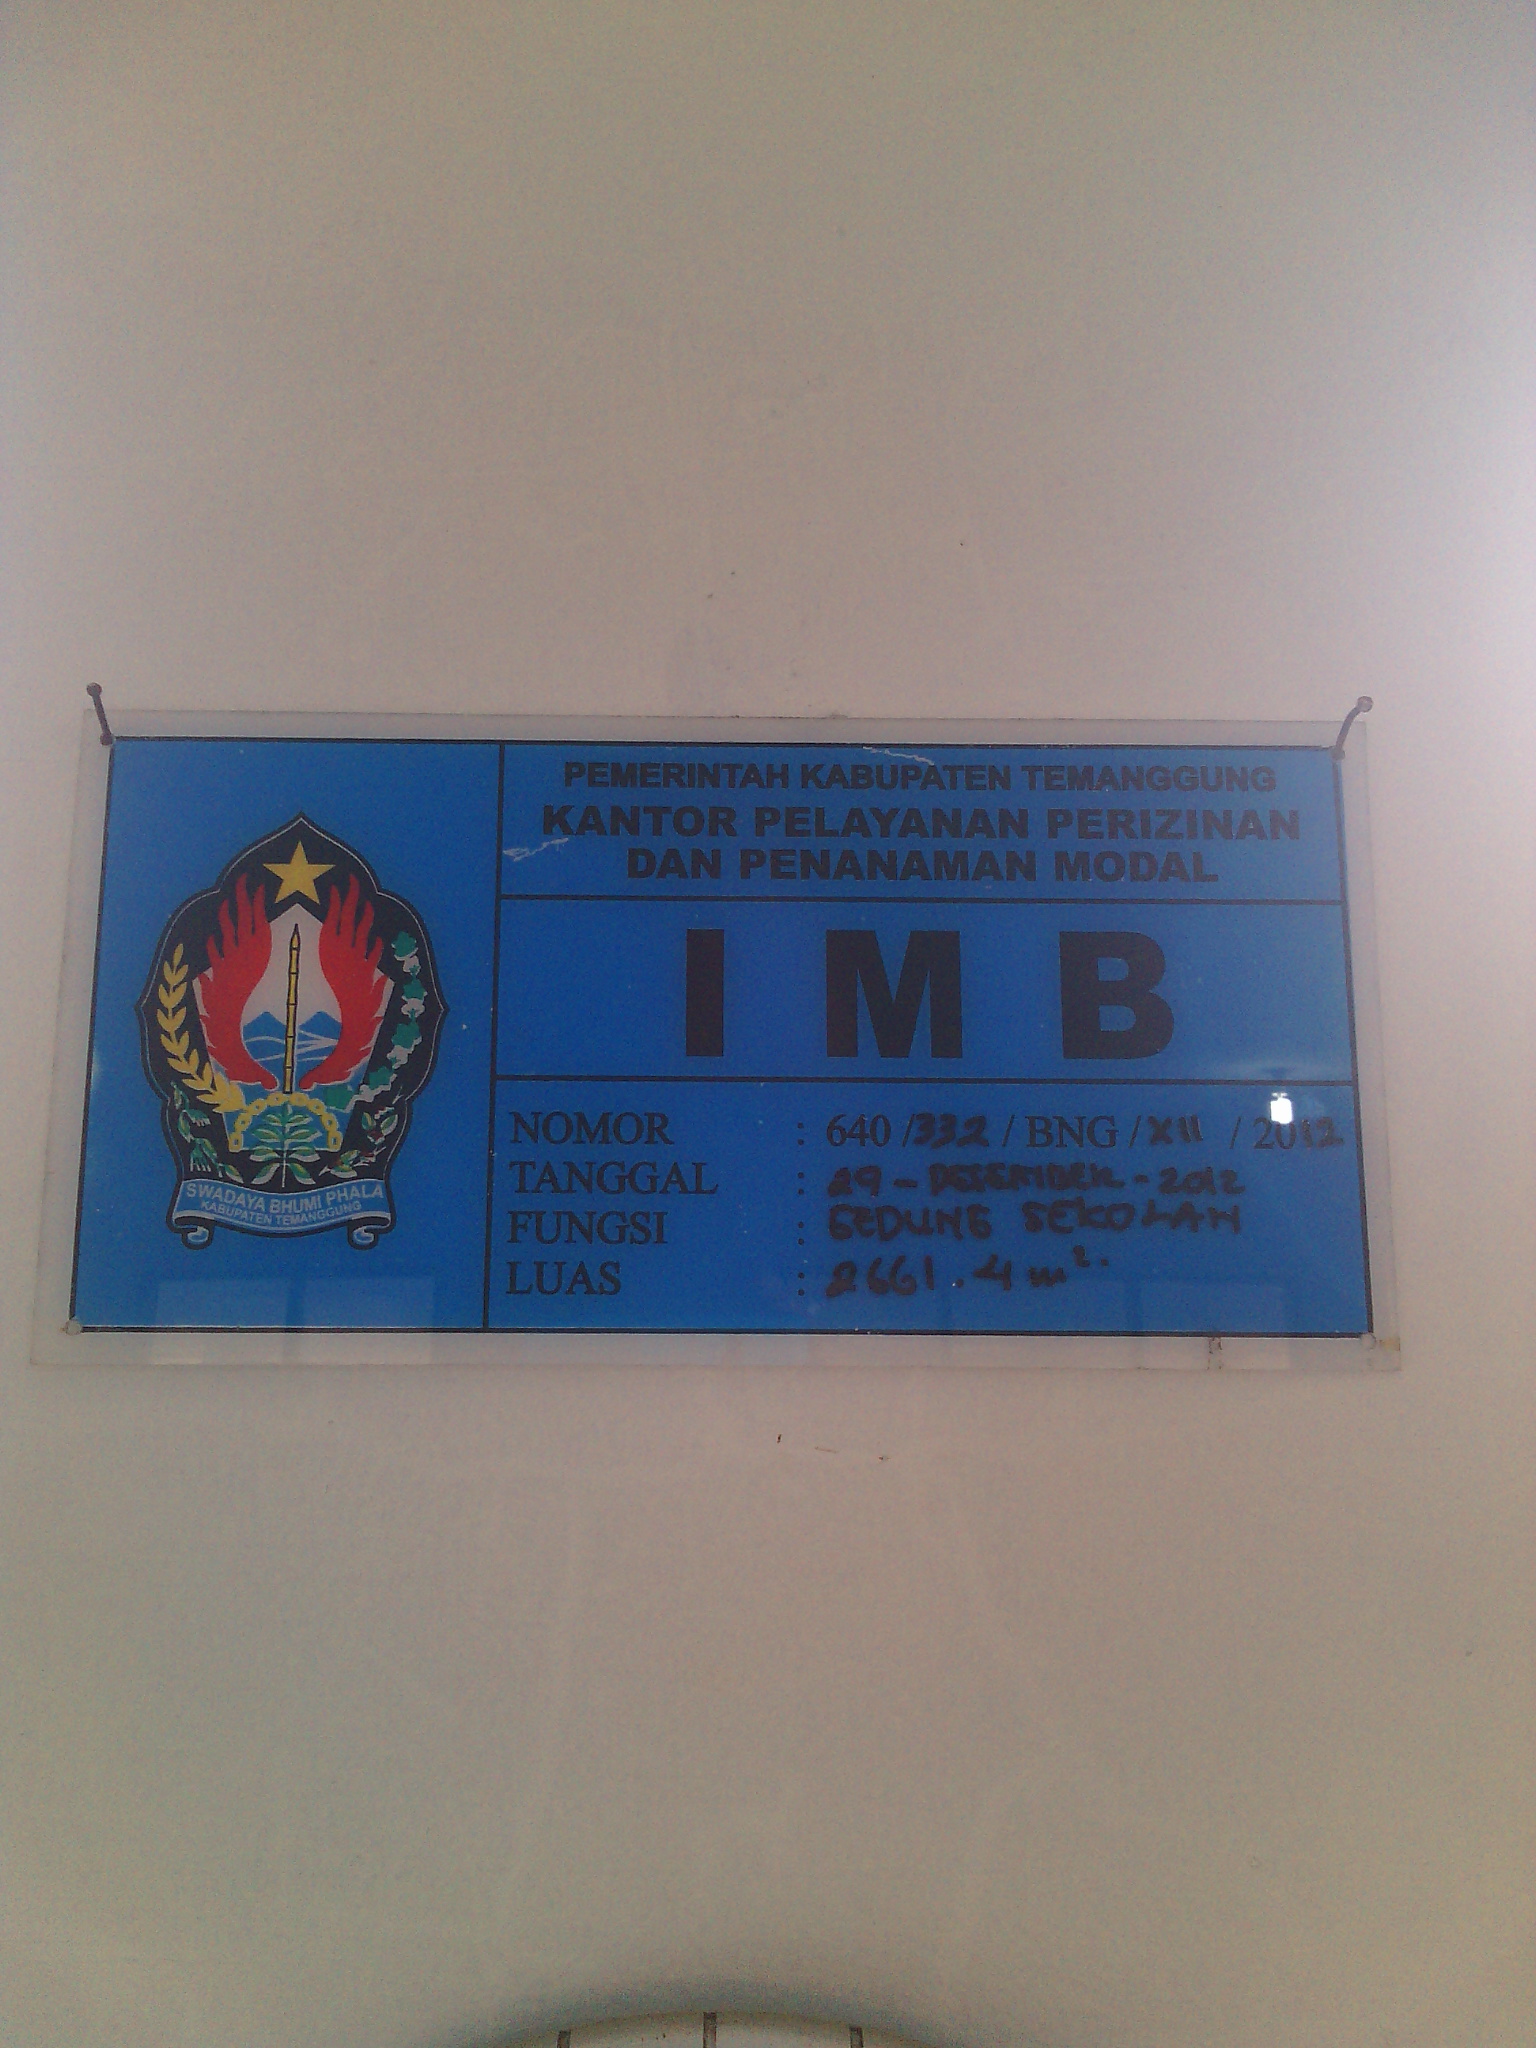 PEMERINTAH KABUPATEN TEMANGGUNG
KANTOR PELAYANAN PERIZINAN
DAN PENANAMAN MODAL
I M B
NOMOR : 640 /332 / BNG /XII / 2012
TANGGAL : 29 - DESEMBER - 2012
FUNGSI : GEDUNG SEKOLAH
LUAS : 2661.4 m².
SWADAYA BHUMI PHALA
KABUPATEN TEMANGGUNG